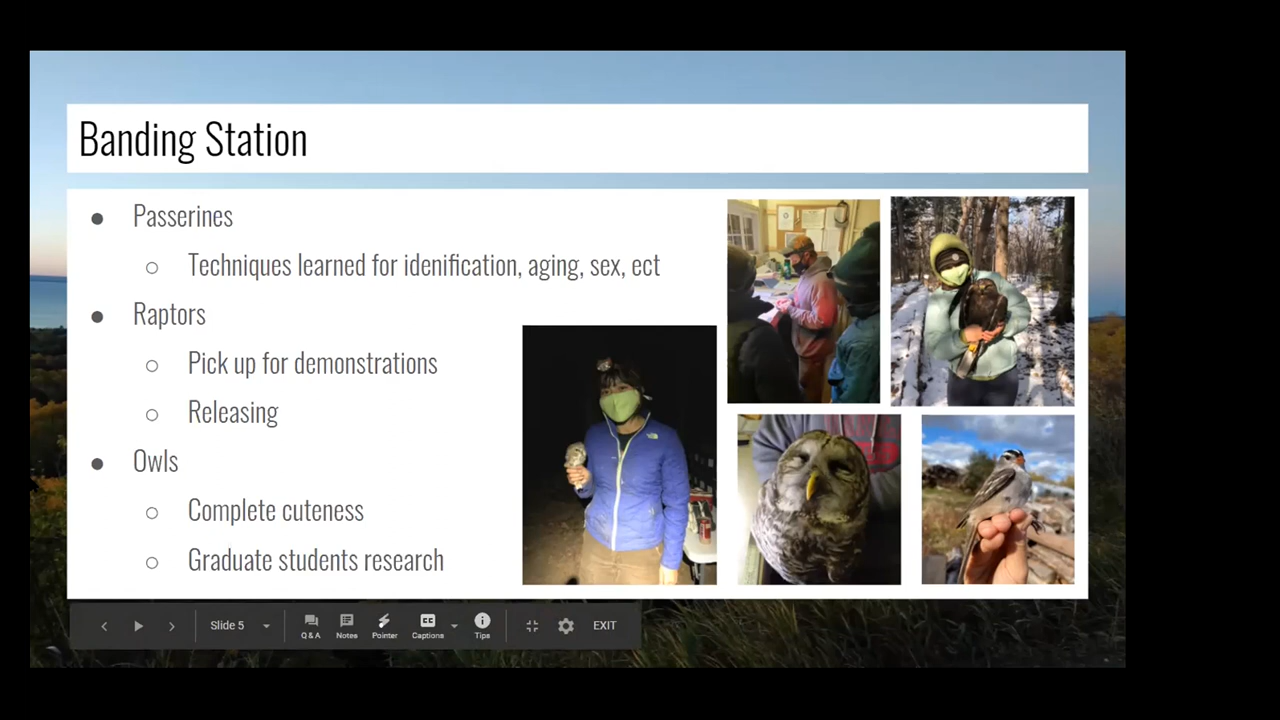 Banding Station
● Passerines
○ Techniques learned for idenification, aging, sex, ect
● Raptors
○ Pick up for demonstrations
○ Releasing
● Owls
○ Complete cuteness
○ Graduate students research
Slide 5
Q & A
Notes
Pointer
CC
Captions
Tips
EXIT